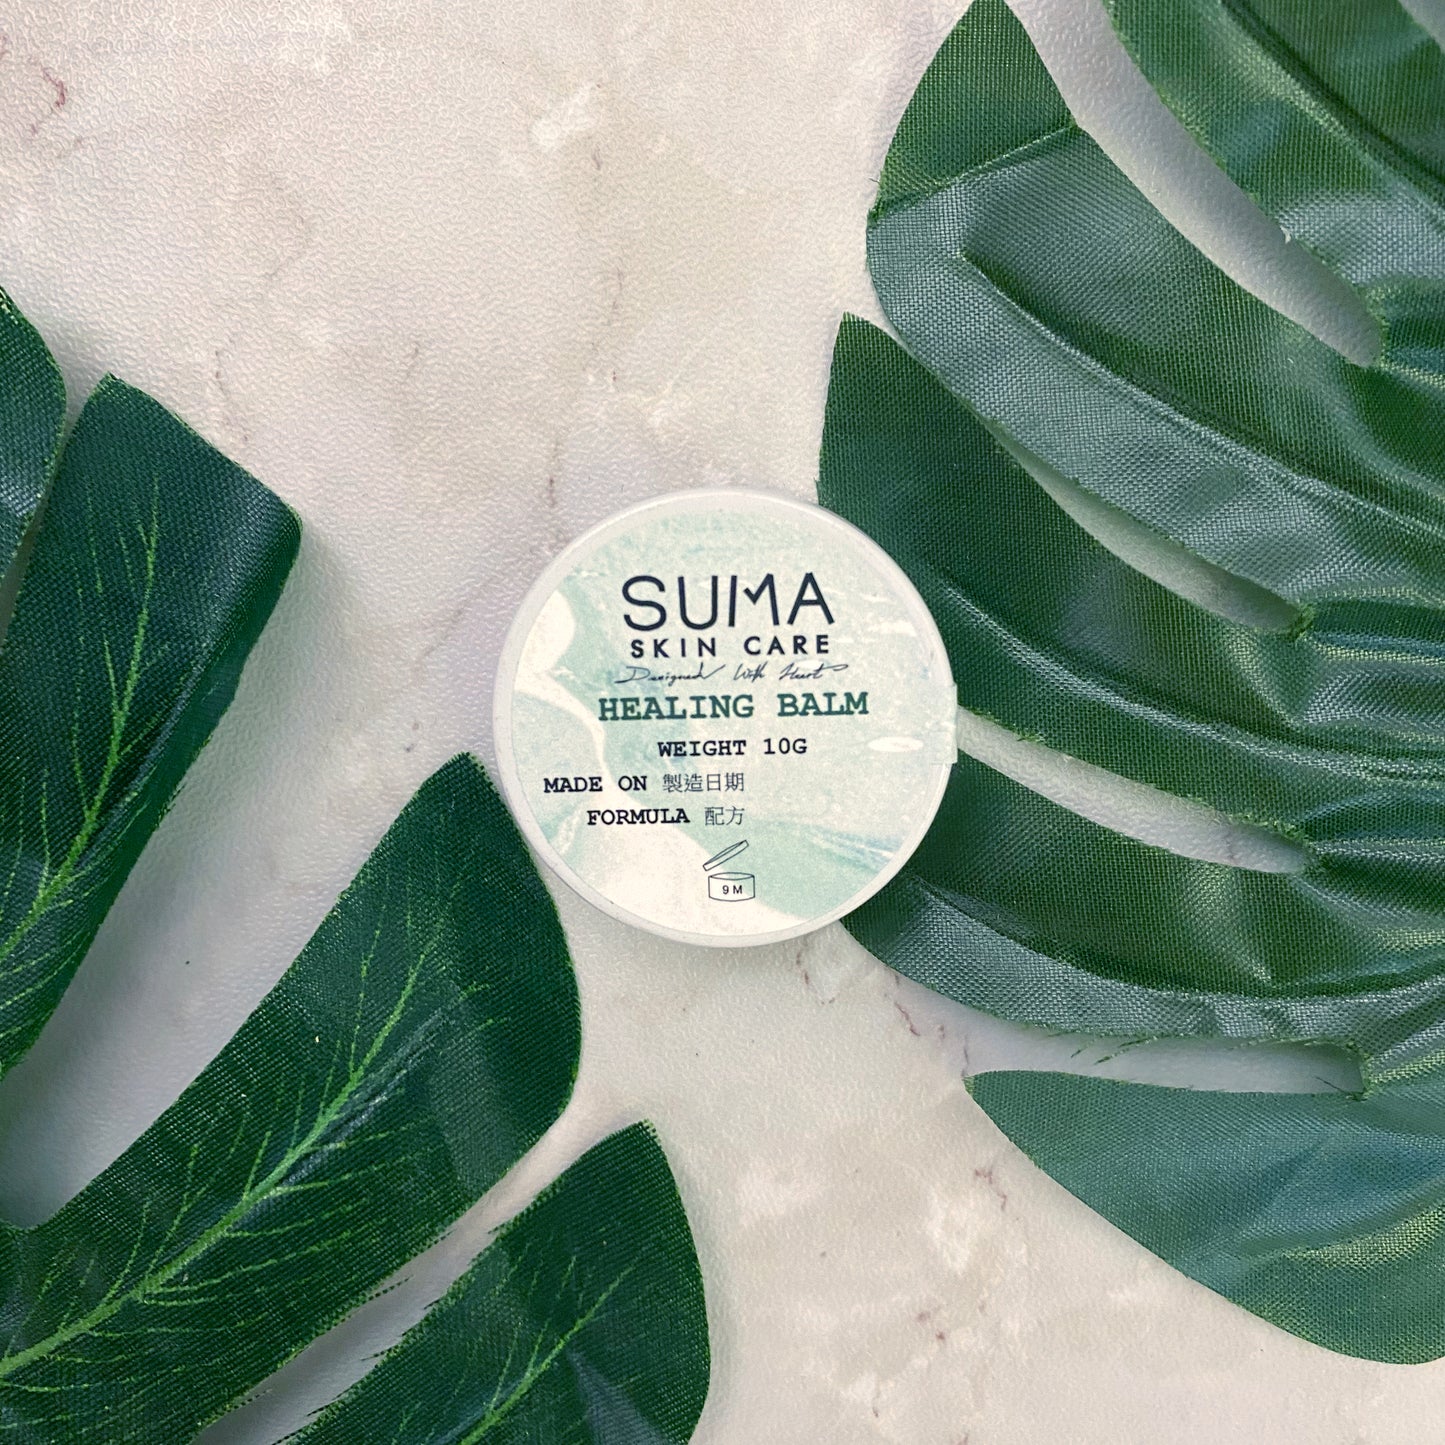 SUMA
SKIN CARE
Designed With Heart
HEALING BALM
WEIGHT 10G
MADE ON 製造日期
FORMULA 配方
9 M